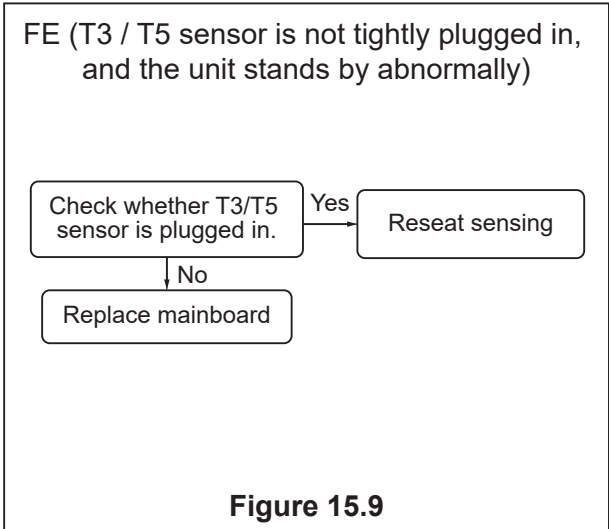 FE (T3 / T5 sensor is not tightly plugged in,
and the unit stands by abnormally)
Check whether T3/T5
sensor is plugged in.
Yes
Reseat sensing
No
Replace mainboard
Figure 15.9